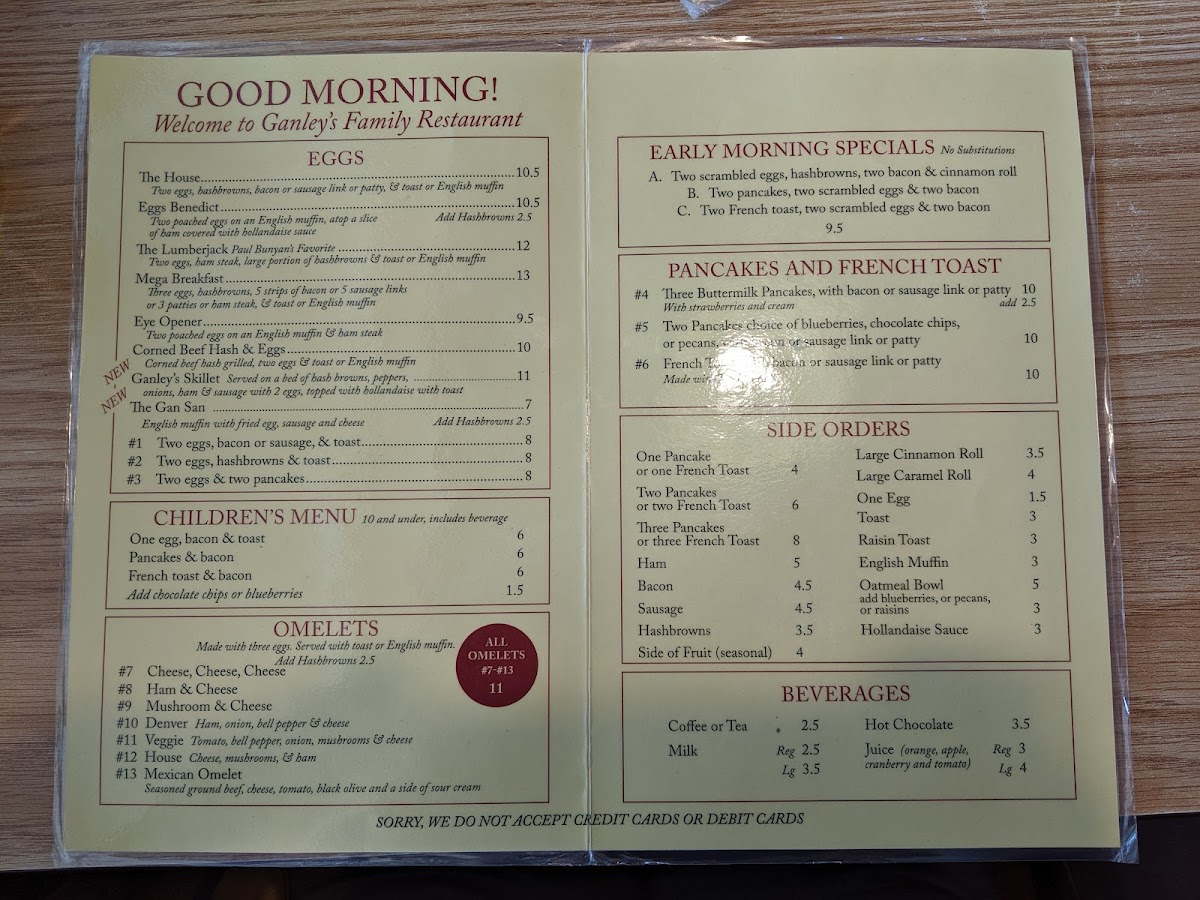 GOOD MORNING!
Welcome to Ganley's Family Restaurant
EGGS
The House 10.5
Two eggs, hashbrowns, bacon or sausage link or patty, & toast or English muffin
Eggs Benedict 10.5
Two poached eggs on an English muffin, atop a slice Add Hashbrowns 2.5
of ham covered with hollandaise sauce
The Lumberjack Paul Bunyan's Favorite 12
Two eggs, ham steak, large portion of hashbrowns & toast or English muffin
Mega Breakfast 13
Three eggs, hashbrowns, 5 strips of bacon or 5 sausage links
or 3 patties or ham steak, & toast or English muffin
Eye Opener 9.5
Two poached eggs on an English muffin & ham steak
Corned Beef Hash & Eggs 10
Corned beef hash grilled, two eggs & toast or English muffin
NEW Ganley's Skillet Served on a bed of hash browns, peppers, 11
onions, ham & sausage with 2 eggs, topped with hollandaise with toast
NEW The Gan San 7
English muffin with fried egg, sausage and cheese Add Hashbrowns 2.5
#1 Two eggs, bacon or sausage, & toast 8
#2 Two eggs, hashbrowns & toast 8
#3 Two eggs & two pancakes 8
CHILDREN'S MENU 10 and under, includes beverage
One egg, bacon & toast 6
Pancakes & bacon 6
French toast & bacon 6
Add chocolate chips or blueberries 1.5
OMELETS
Made with three eggs. Served with toast or English muffin.
Add Hashbrowns 2.5
ALL
OMELETS
#7-#13
11
#7 Cheese, Cheese, Cheese
#8 Ham & Cheese
#9 Mushroom & Cheese
#10 Denver Ham, onion, bell pepper & cheese
#11 Veggie Tomato, bell pepper, onion, mushrooms & cheese
#12 House Cheese, mushrooms, & ham
#13 Mexican Omelet
Seasoned ground beef, cheese, tomato, black olive and a side of sour cream
EARLY MORNING SPECIALS No Substitutions
A. Two scrambled eggs, hashbrowns, two bacon & cinnamon roll
B. Two pancakes, two scrambled eggs & two bacon
C. Two French toast, two scrambled eggs & two bacon
9.5
PANCAKES AND FRENCH TOAST
#4 Three Buttermilk Pancakes, with bacon or sausage link or patty 10
With strawberries and cream add 2.5
#5 Two Pancakes choice of blueberries, chocolate chips,
or pecans, or sausage link or patty 10
#6 French bacon or sausage link or patty
Made 10
SIDE ORDERS
One Pancake
or one French Toast 4
Two Pancakes
or two French Toast 6
Three Pancakes
or three French Toast 8
Ham 5
Bacon 4.5
Sausage 4.5
Hashbrowns 3.5
Side of Fruit (seasonal) 4
Large Cinnamon Roll 3.5
Large Caramel Roll 4
One Egg 1.5
Toast 3
Raisin Toast 3
English Muffin 3
Oatmeal Bowl 5
add blueberries, or pecans,
or raisins 3
Hollandaise Sauce 3
BEVERAGES
Coffee or Tea 2.5
Milk Reg 2.5
Lg 3.5
Hot Chocolate 3.5
Juice (orange, apple, Reg 3
cranberry and tomato) Lg 4
SORRY, WE DO NOT ACCEPT CREDIT CARDS OR DEBIT CARDS